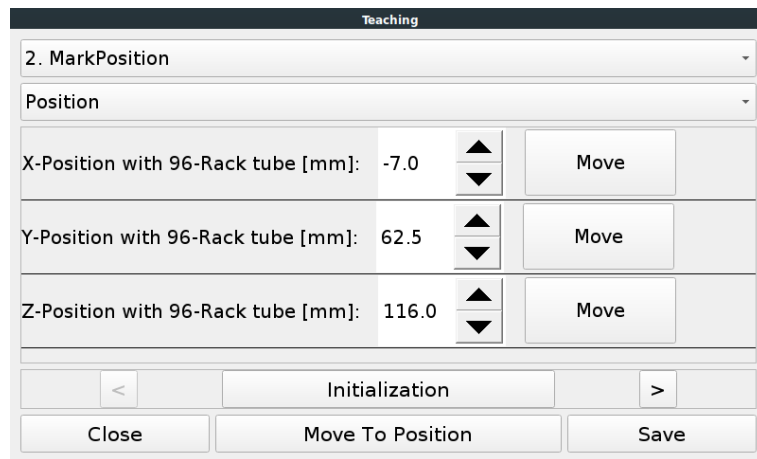 Teaching
2. MarkPosition
Position
X-Position with 96-Rack tube [mm]: -7.0 Move
Y-Position with 96-Rack tube [mm]: 62.5 Move
Z-Position with 96-Rack tube [mm]: 116.0 Move
< Initialization >
Close Move To Position Save